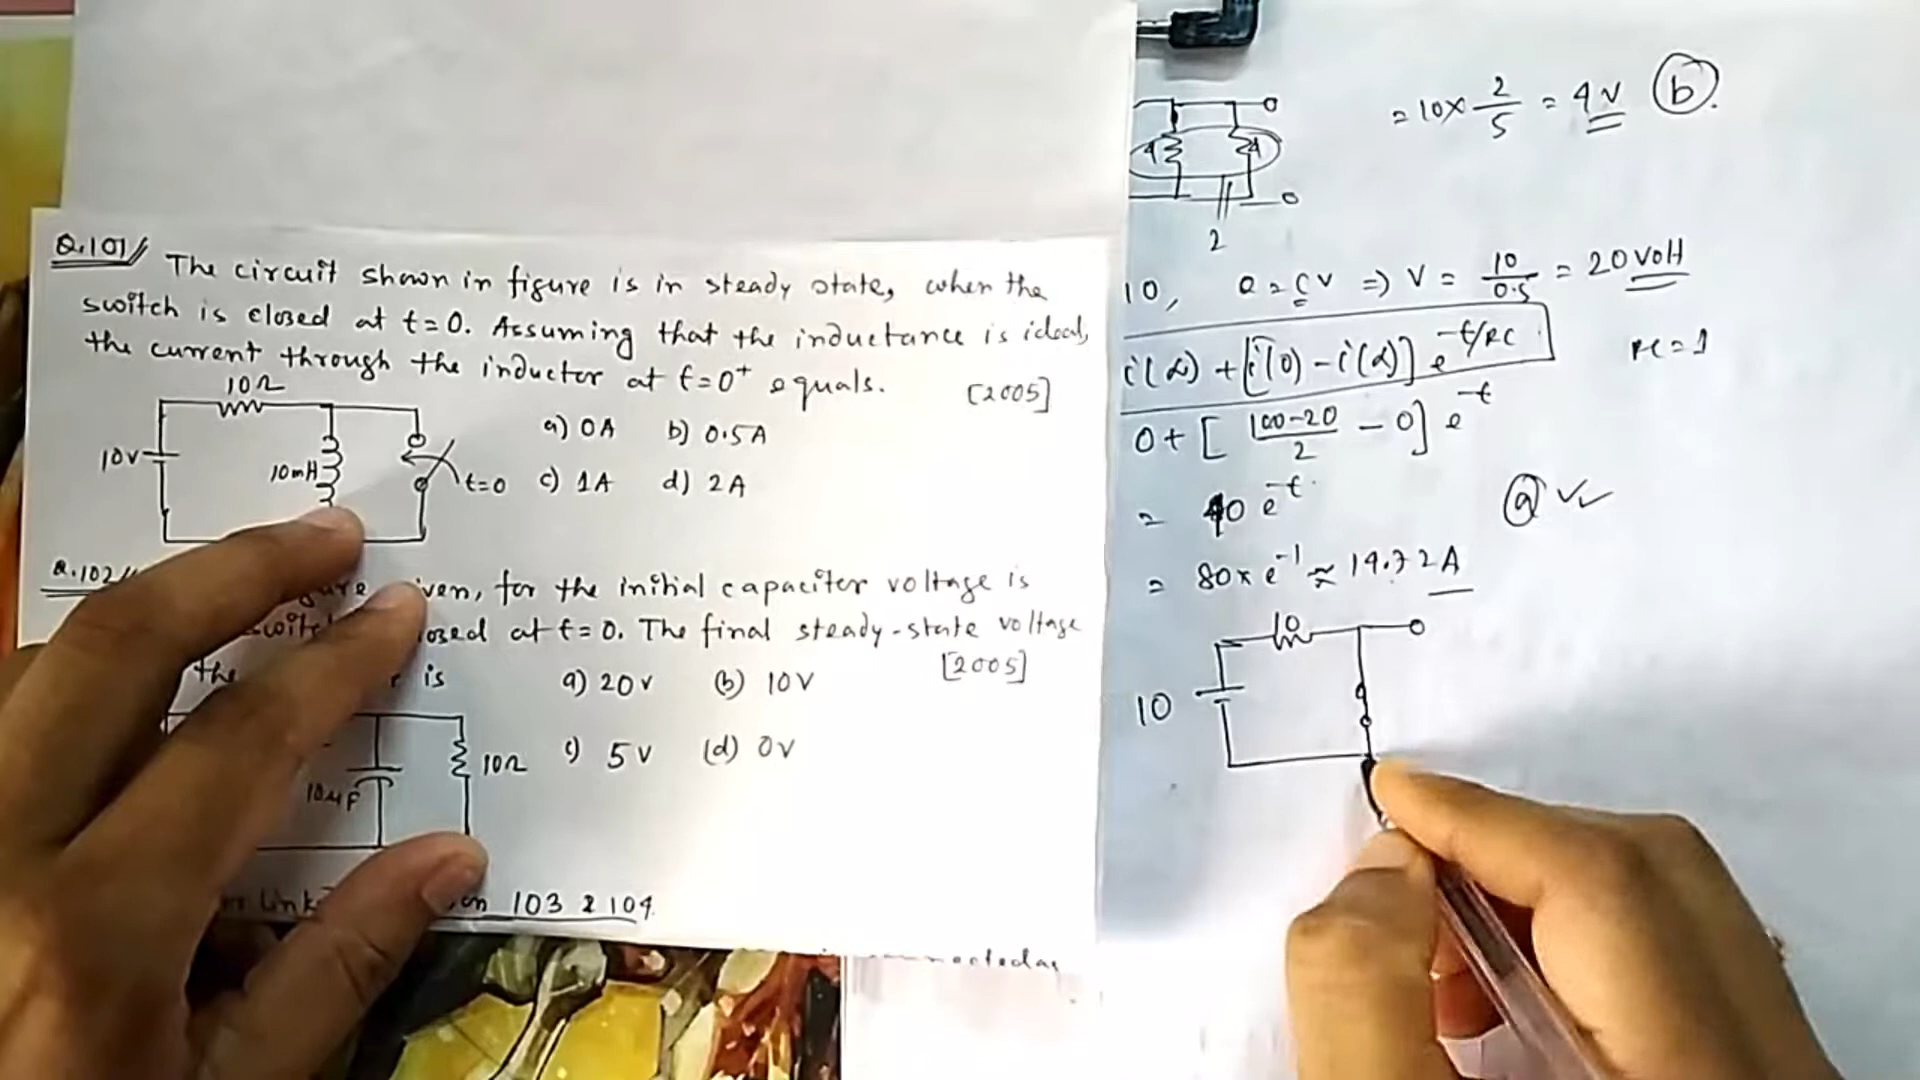 Q.101
The circuit shown in figure is in steady state, when the
switch is closed at t=0. Assuming that the inductance is ideal,
the current through the inductor at t=0⁺ equals. [2005]
10Ω
10V
10mH
t=0
a) 0A b) 0.5A
c) 1A d) 2A
Q.102
given, for the initial capacitor voltage is
closed at t=0. The final steady-state voltage
the is [2005]
a) 20V (b) 10V
c) 5V (d) 0V
10μF
10Ω
103 & 104.
= 10× 2/5 = 4V (b).
2
10, Q=CV ⇒ V = 10/0.5 = 20 volt
i(∞) + [i(0) - i(∞)] e^-t/RC
RC=1
0+ [ 100-20/2 - 0] e^-t
= 40 e^-t
(a)
= 80× e^-1 ≈ 14.72A
10
10